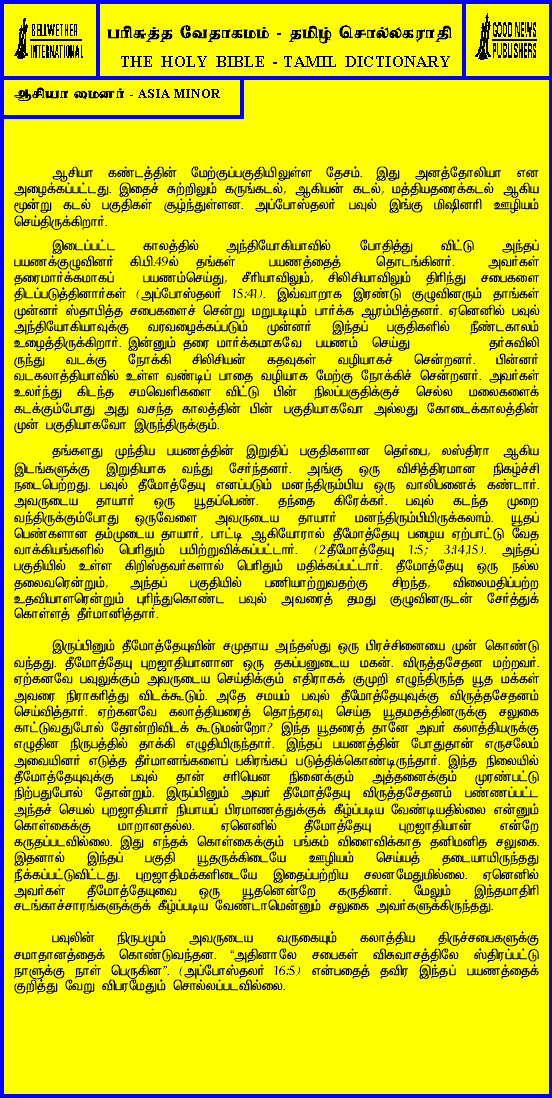 BELLWETHER
INTERNATIONAL
பரிசுத்த வேதாகமம் - தமிழ் சொல்லகராதி
THE HOLY BIBLE - TAMIL DICTIONARY
GOOD NEWS
PUBLISHERS
ஆசியா மைனர் - ASIA MINOR
ஆசியா கண்டத்தின் மேற்குப்பகுதியிலுள்ள தேசம். இது அனத்தோலியா என
அழைக்கப்பட்டது. இதைச் சுற்றிலும் கருங்கடல், ஆகியன் கடல், மத்தியதரைக்கடல் ஆகிய
மூன்று கடல் பகுதிகள் சூழ்ந்துள்ளன. அப்போஸ்தலர் பவுல் இங்கு மிஷினரி ஊழியம்
செய்திருக்கிறார்.
இடைப்பட்ட காலத்தில் அந்தியோகியாவில் போதித்து விட்டு அந்தப்
பயணக்குழுவினர் கி.பி.49ல் தங்கள் பயணத்தைத் தொடங்கினர். அவர்கள்
தரைமார்க்கமாகப் பயணம்செய்து, சீரியாவிலும், சிலிசியாவிலும் திரிந்து சபைகளை
திடப்படுத்தினார்கள் (அப்போஸ்தலர் 15:41). இவ்வாறாக இரண்டு குழுவினரும் தாங்கள்
முன்னர் ஸ்தாபித்த சபைகளைச் சென்று மறுபடியும் பார்க்க ஆரம்பித்தனர். ஏனெனில் பவுல்
அந்தியோகியாவுக்கு வரவழைக்கப்படும் முன்னர் இந்தப் பகுதிகளில் நீண்டகாலம்
உழைத்திருக்கிறார். இன்னும் தரை மார்க்கமாகவே பயணம் செய்து தர்சுவிலி
ருந்து வடக்கு நோக்கி சிலிசியன் கதவுகள் வழியாகச் சென்றனர். பின்னர்
வடகலாத்தியாவில் உள்ள வண்டிப் பாதை வழியாக மேற்கு நோக்கிச் சென்றனர். அவர்கள்
உலர்ந்து கிடந்த சமவெளிகளை விட்டு பின் நிலப்பகுதிக்குச் செல்ல மலைகளைக்
கடக்கும்போது அது வசந்த காலத்தின் பின் பகுதியாகவோ அல்லது கோடைக்காலத்தின்
முன் பகுதியாகவோ இருந்திருக்கும்.
தங்களது முந்திய பயணத்தின் இறுதிப் பகுதிகளான தெர்பை, லஸ்திரா ஆகிய
இடங்களுக்கு இறுதியாக வந்து சேர்ந்தனர். அங்கு ஒரு விசித்திரமான நிகழ்ச்சி
நடைபெற்றது. பவுல் தீமோத்தேயு எனப்படும் மனந்திரும்பிய ஒரு வாலிபனைக் கண்டார்.
அவருடைய தாயார் ஒரு யூதப்பெண். தந்தை கிரேக்கர். பவுல் கடந்த முறை
வந்திருக்கும்போது ஒருவேளை அவருடைய தாயார் மனந்திரும்பியிருக்கலாம். யூதப்
பெண்களான தம்முடைய தாயார், பாட்டி ஆகியோரால் தீமோத்தேயு பழைய ஏற்பாட்டு வேத
வாக்கியங்களில் பெரிதும் பயிற்றுவிக்கப்பட்டார். (2தீமோத்தேயு 1:5; 3:14,15). அந்தப்
பகுதியில் உள்ள கிறிஸ்தவர்களால் பெரிதும் மதிக்கப்பட்டார். தீமோத்தேயு ஒரு நல்ல
தலைவரென்றும், அந்தப் பகுதியில் பணியாற்றுவதற்கு சிறந்த, விலைமதிப்பற்ற
உதவியாளரென்றும் புரிந்துகொண்ட பவுல் அவரைத் தமது குழுவினருடன் சேர்த்துக்
கொள்ளத் தீர்மானித்தார்.
இருப்பினும் தீமோத்தேயுவின் சமுதாய அந்தஸ்து ஒரு பிரச்சினையை முன் கொண்டு
வந்தது. தீமோத்தேயு புறஜாதியானான ஒரு தகப்பனுடைய மகன். விருத்தசேதன மற்றவர்.
ஏற்கனவே பவுலுக்கும் அவருடைய செய்திக்கும் எதிராகக் குமுறி எழுந்திருந்த யூத மக்கள்
அவரை நிராகரித்து விடக்கூடும். அதே சமயம் பவுல் தீமோத்தேயுவுக்கு விருத்தசேதனம்
செய்வித்தார். ஏற்கனவே கலாத்தியரைத் தொந்தரவு செய்த யூதமதத்தினருக்கு சலுகை
காட்டுவதுபோல் தோன்றிவிடக் கூடுமன்றோ? இந்த யூதரைத் தானே அவர் கலாத்தியருக்கு
எழுதின நிருபத்தில் தாக்கி எழுதியிருந்தார். இந்தப் பயணத்தின் போதுதான் எருசலேம்
அவையினர் எடுத்த தீர்மானங்களைப் பகிரங்கப் படுத்திக்கொண்டிருந்தார். இந்த நிலையில்
தீமோத்தேயுவுக்கு பவுல் தான் சரியென நினைக்கும் அத்தனைக்கும் முரண்பட்டு
நிற்பதுபோல் தோன்றும். இருப்பினும் அவர் தீமோத்தேயு விருத்தசேதனம் பண்ணப்பட்ட
அந்தச் செயல் புறஜாதியார் நியாயப் பிரமாணத்துக்குக் கீழ்ப்படிய வேண்டியதில்லை என்னும்
கொள்கைக்கு மாறானதல்ல. ஏனெனில் தீமோத்தேயு புறஜாதியான் என்றே
கருதப்படவில்லை. இது எந்தக் கொள்கைக்கும் பங்கம் விளைவிக்காத தனிமனித சலுகை.
இதனால் இந்தப் பகுதி யூதருக்கிடையே ஊழியம் செய்யத் தடையாயிருந்தது
நீக்கப்பட்டுவிட்டது. புறஜாதிமக்களிடையே இதைப்பற்றிய சலனமேதுமில்லை. ஏனெனில்
அவர்கள் தீமோத்தேயுவை ஒரு யூதனென்றே கருதினர். மேலும் இந்தமாதிரி
சடங்காச்சாரங்களுக்குக் கீழ்ப்படிய வேண்டாமென்னும் சலுகை அவர்களுக்கிருந்தது.
பவுலின் நிருபமும் அவருடைய வருகையும் கலாத்திய திருச்சபைகளுக்கு
சமாதானத்தைக் கொண்டுவந்தன. “அதினாலே சபைகள் விசுவாசத்திலே ஸ்திரப்பட்டு
நாளுக்கு நாள் பெருகின”. (அப்போஸ்தலர் 16:5) என்பதைத் தவிர இந்தப் பயணத்தைக்
குறித்து வேறு விபரமேதும் சொல்லப்படவில்லை.